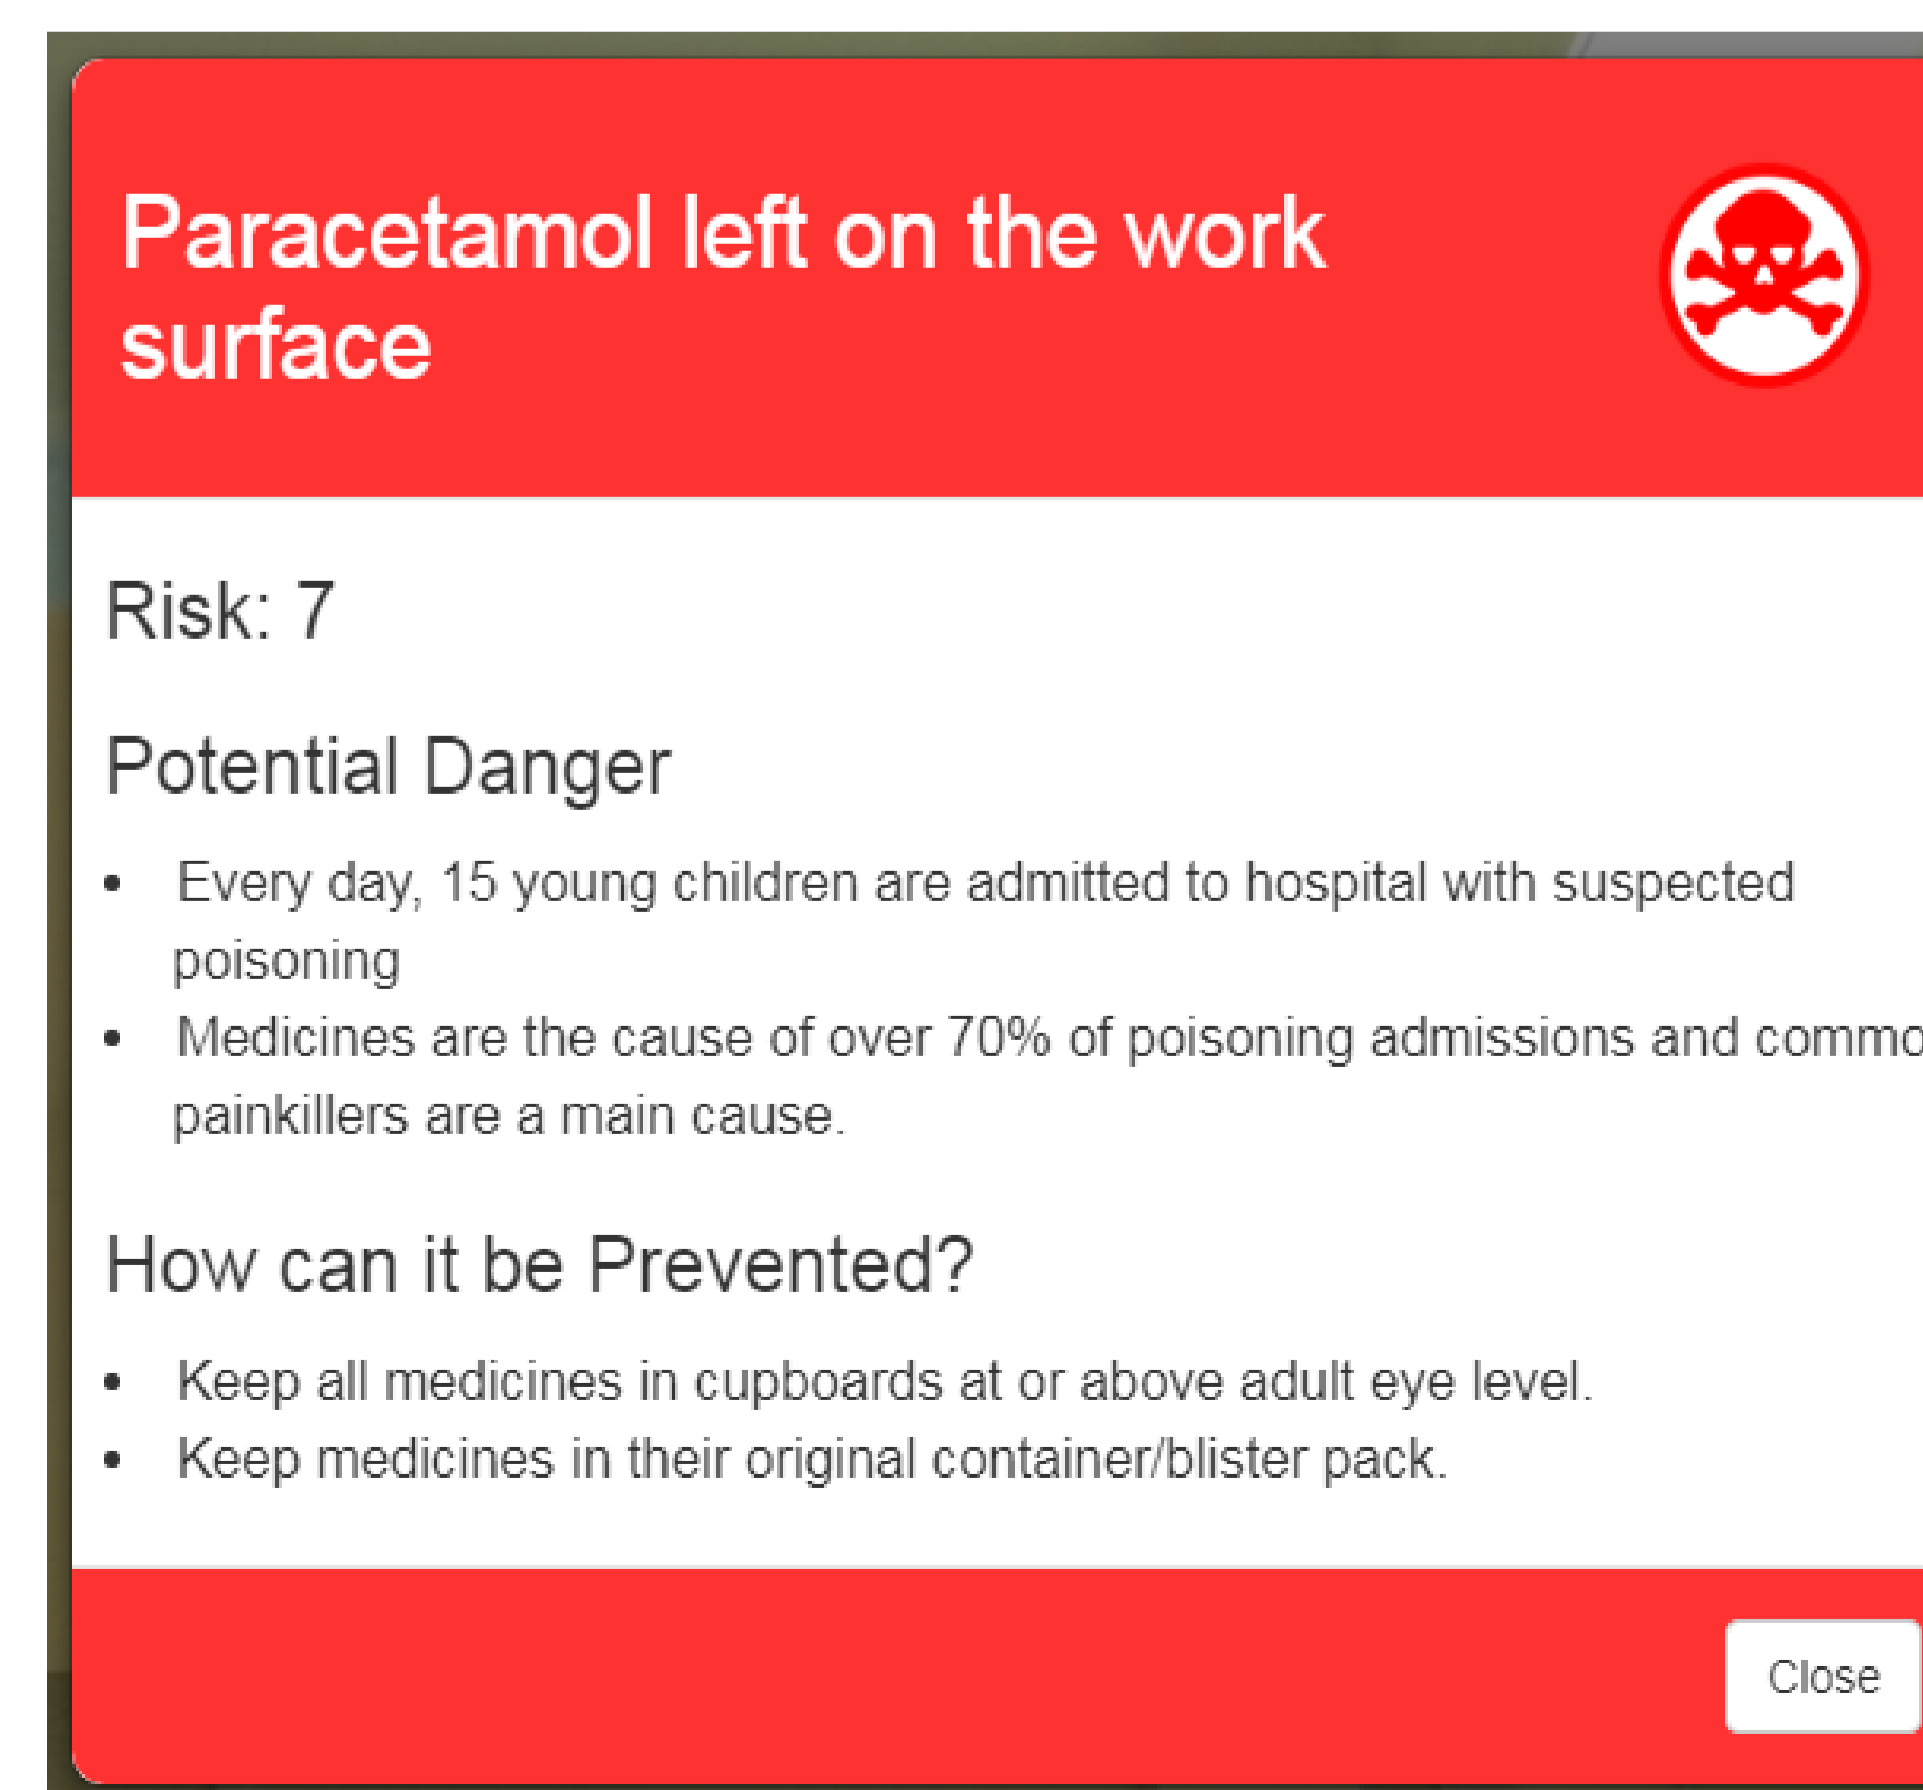 Paracetamol left on the work
surface
Risk: 7
Potential Danger
• Every day, 15 young children are admitted to hospital with suspected
poisoning
• Medicines are the cause of over 70% of poisoning admissions and commo
painkillers are a main cause.
How can it be Prevented?
• Keep all medicines in cupboards at or above adult eye level.
• Keep medicines in their original container/blister pack.
Close